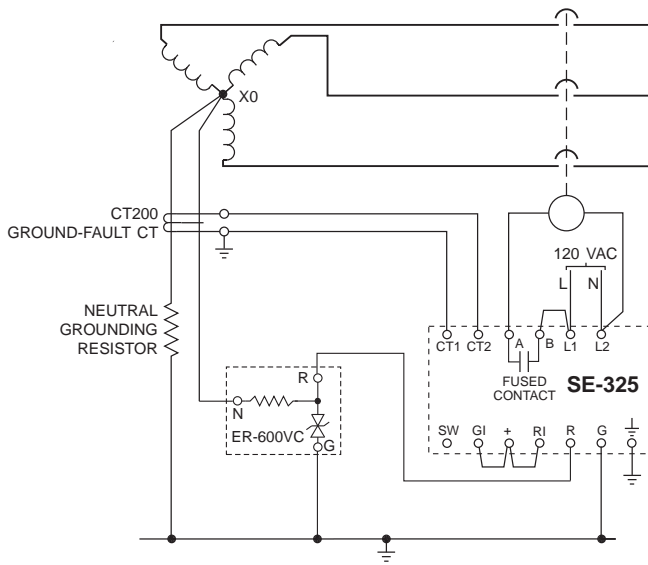 X0
CT200
GROUND-FAULT CT
120 VAC
L N
NEUTRAL
GROUNDING
RESISTOR
CT1 CT2 A B L1 L2
FUSED
CONTACT
SE-325
R
N
ER-600VC
G
SW GI + RI R G